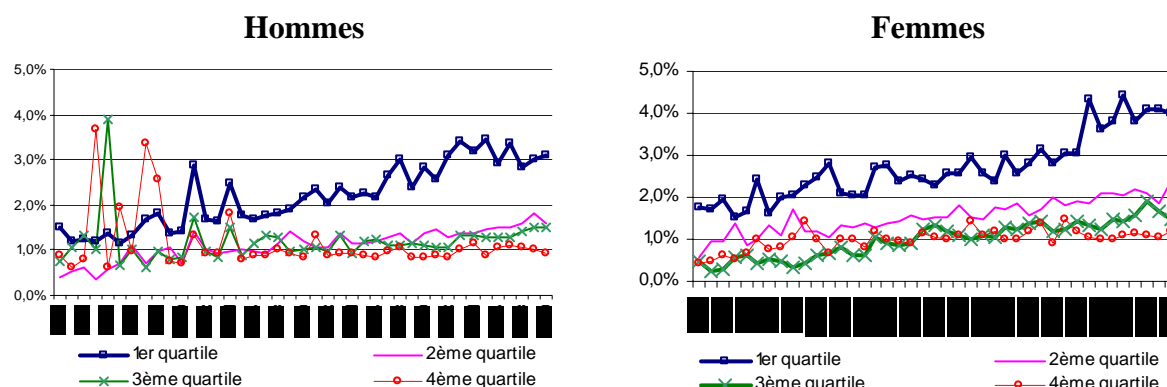 Hommes
5,0%
4,0%
3,0%
2,0%
1,0%
0,0%
1er quartile
2ème quartile
3ème quartile
4ème quartile
Femmes
5,0%
4,0%
3,0%
2,0%
1,0%
0,0%
1er quartile
2ème quartile
3ème quartile
4ème quartile